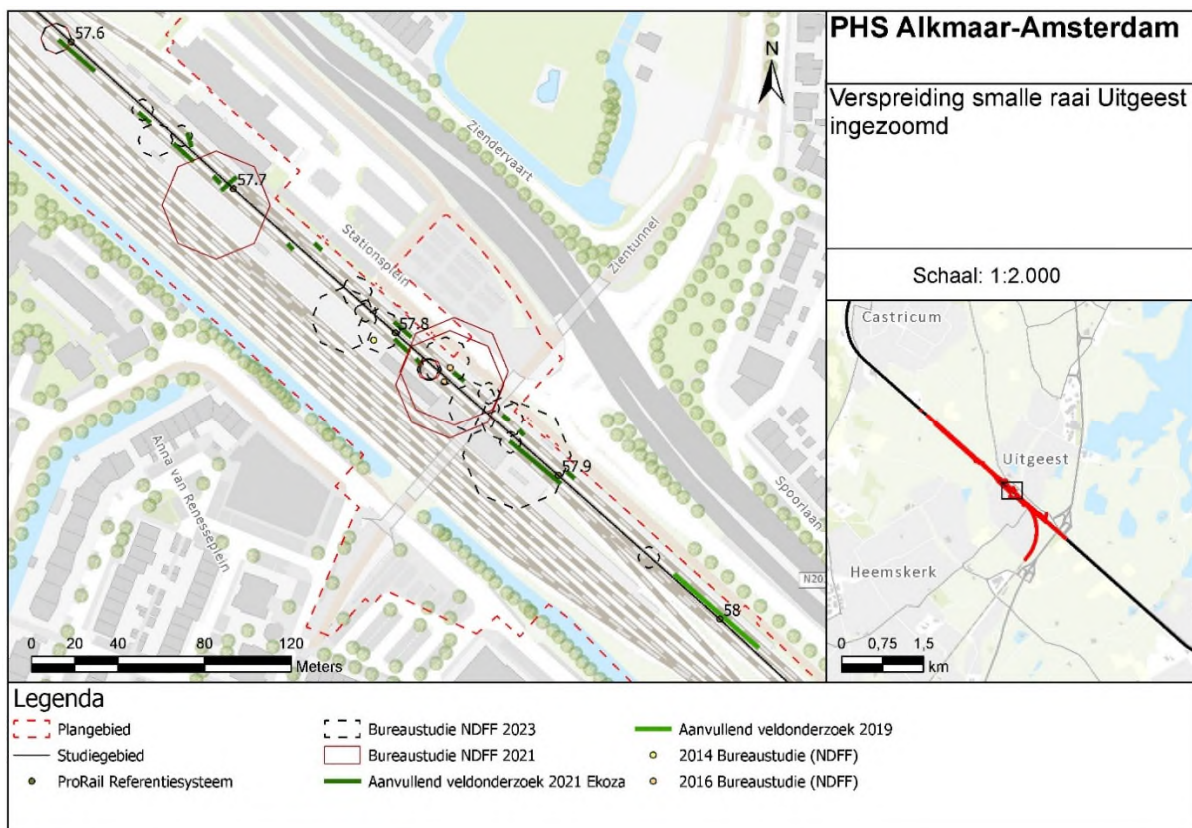 PHS Alkmaar-Amsterdam
Verspreiding smalle raai Uitgeest
ingezoomd
Schaal: 1:2.000
N
57.6
57.7
57.8
57.9
58
Ziendervaart
Zientunnel
Stationsplein
Spoorlaan
Anna van Renesseplein
N20
0 20 40 80 120
Meters
Castricum
Uitgeest
Heemskerk
0 0,75 1,5
km
Legenda
Plangebied
Studiegebied
ProRail Referentiesysteem
Bureaustudie NDFF 2023
Bureaustudie NDFF 2021
Aanvullend veldonderzoek 2021 Ekoza
Aanvullend veldonderzoek 2019
2014 Bureaustudie (NDFF)
2016 Bureaustudie (NDFF)